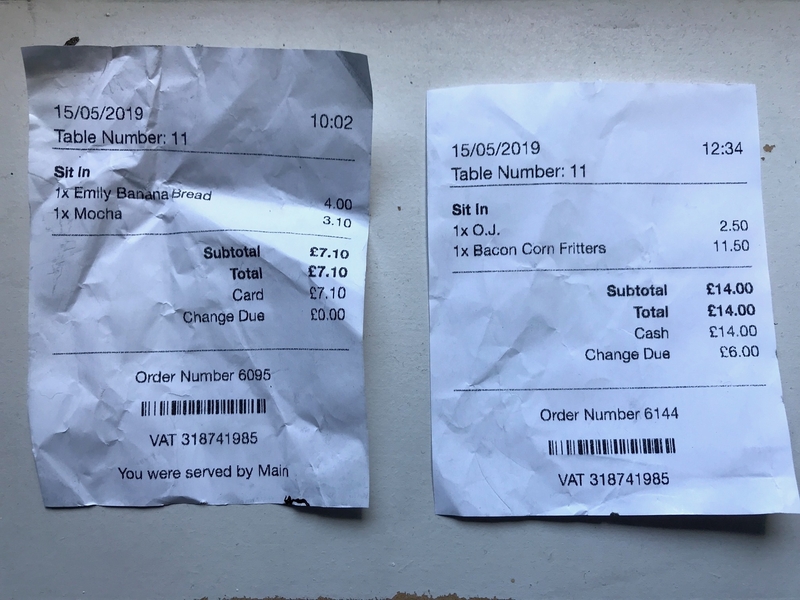 15/05/2019 10:02
Table Number: 11
Sit In
1x Emily Banana Bread 4.00
1x Mocha 3.10
Subtotal £7.10
Total £7.10
Card £7.10
Change Due £0.00
Order Number 6095
VAT 318741985
You were served by Main
15/05/2019 12:34
Table Number: 11
Sit In
1x O.J. 2.50
1x Bacon Corn Fritters 11.50
Subtotal £14.00
Total £14.00
Cash £14.00
Change Due £6.00
Order Number 6144
VAT 318741985